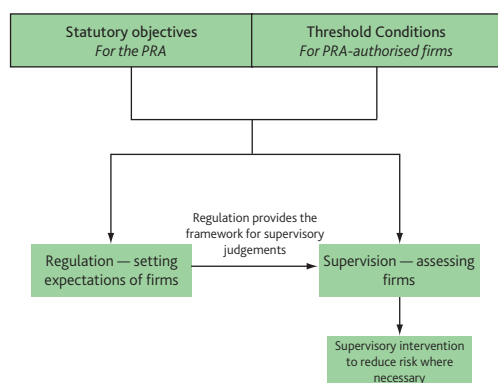 Statutory objectives
For the PRA
Threshold Conditions
For PRA-authorised firms
Regulation provides the
framework for supervisory
judgements
Regulation — setting
expectations of firms
Supervision — assessing
firms
Supervisory intervention
to reduce risk where
necessary